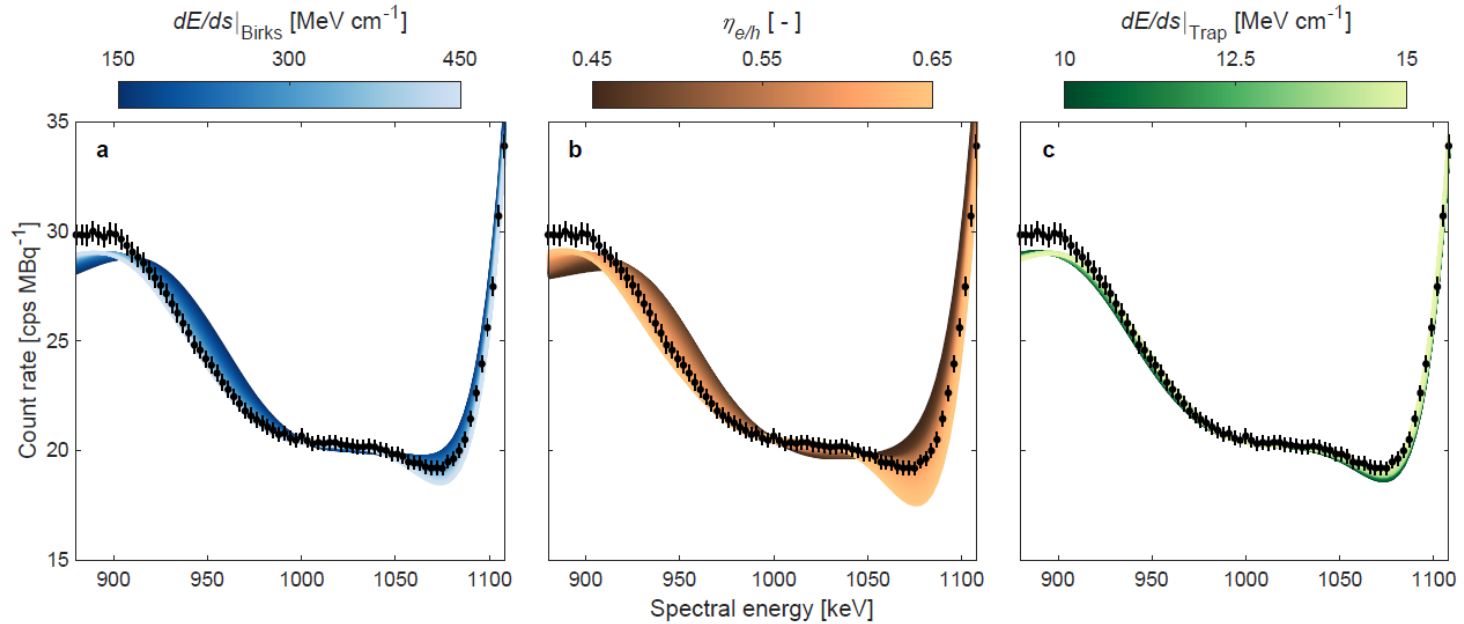 dE/ds|Birks [MeV cm-1]
150 300 450
ηe/h [ - ]
0.45 0.55 0.65
dE/ds|Trap [MeV cm-1]
10 12.5 15
Count rate [cps MBq-1]
35
30
25
20
15
a
b
c
900 950 1000 1050 1100
900 950 1000 1050 1100
900 950 1000 1050 1100
Spectral energy [keV]